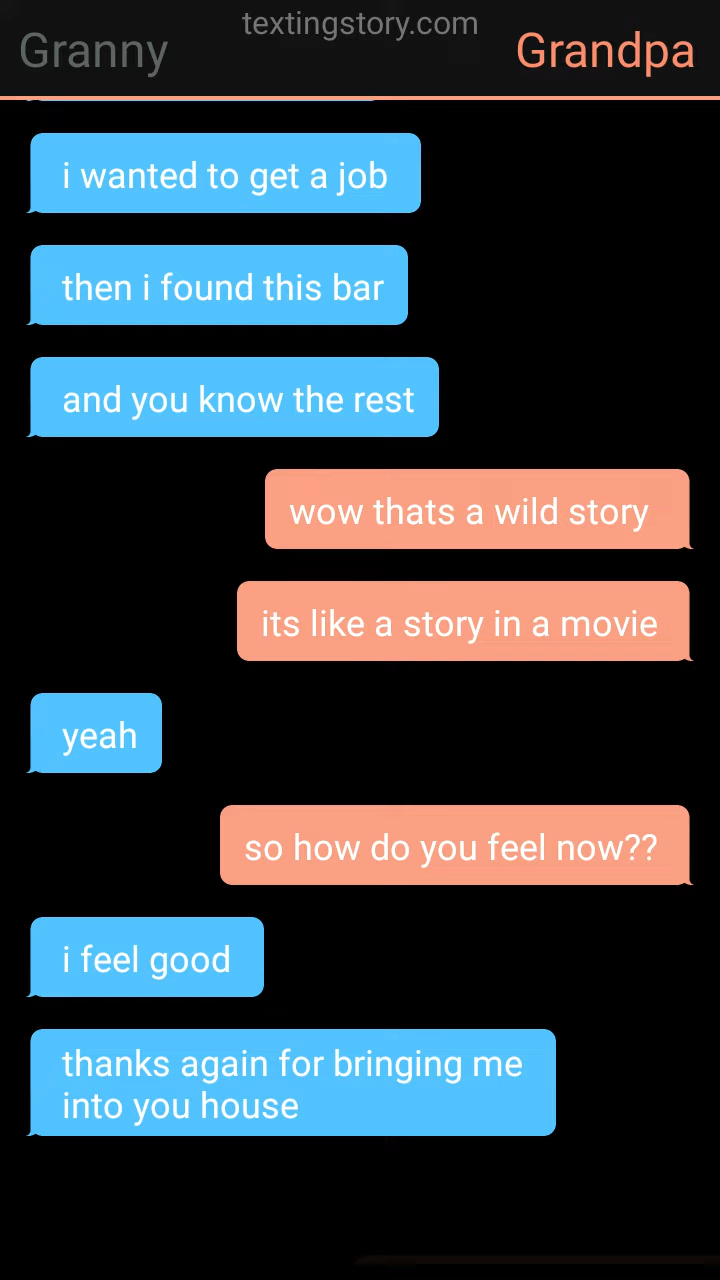 textingstory.com
Granny
Grandpa
i wanted to get a job
then i found this bar
and you know the rest
wow thats a wild story
its like a story in a movie
yeah
so how do you feel now??
i feel good
thanks again for bringing me
into you house